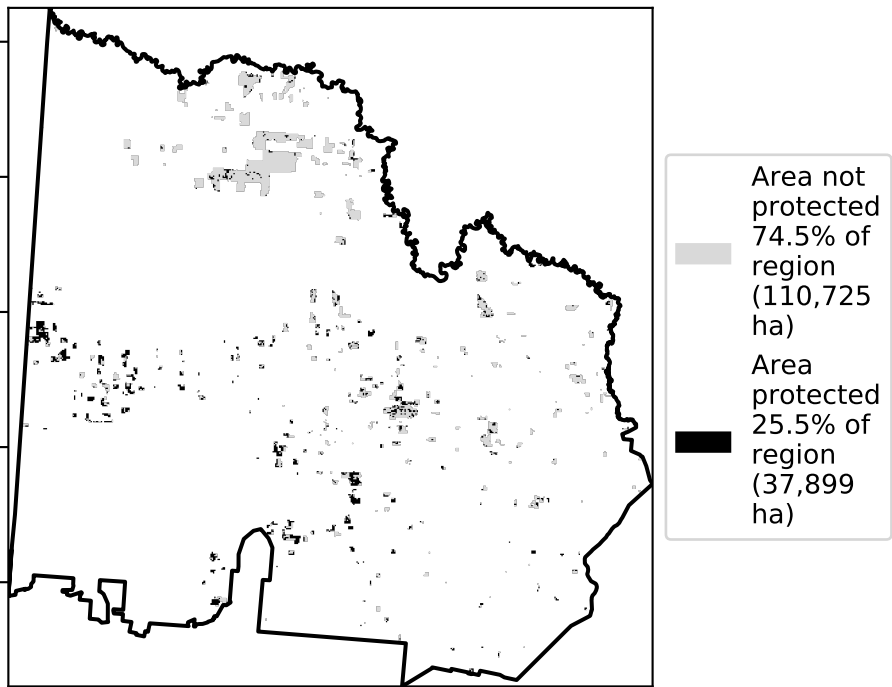 Area not
protected
74.5% of
region
(110,725
ha)
Area
protected
25.5% of
region
(37,899
ha)